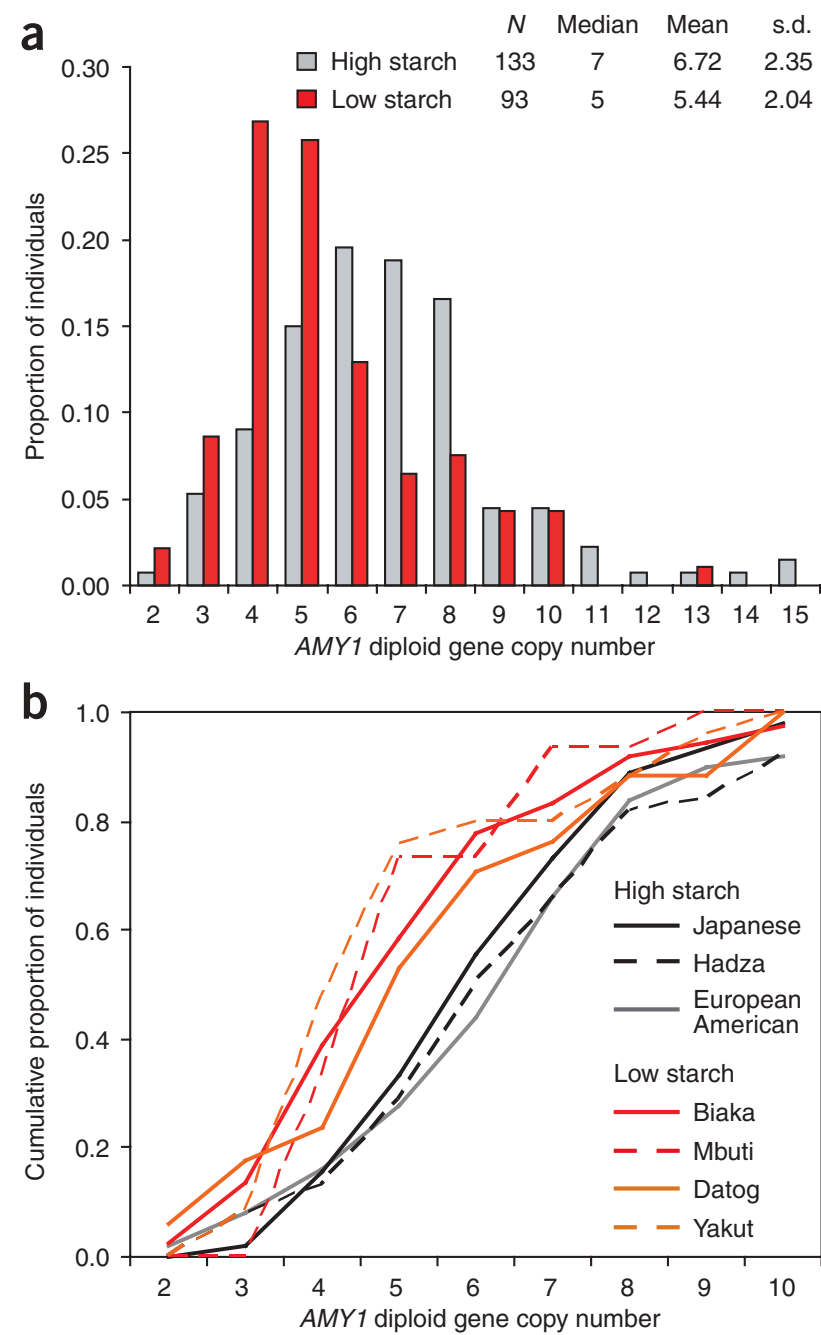 a
N Median Mean s.d.
High starch 133 7 6.72 2.35
Low starch 93 5 5.44 2.04
0.30
0.25
0.20
0.15
0.10
0.05
0.00
Proportion of individuals
2 3 4 5 6 7 8 9 10 11 12 13 14 15
AMY1 diploid gene copy number
b
1.0
0.8
0.6
0.4
0.2
0.0
Cumulative proportion of individuals
High starch
Japanese
Hadza
European
American
Low starch
Biaka
Mbuti
Datog
Yakut
2 3 4 5 6 7 8 9 10
AMY1 diploid gene copy number